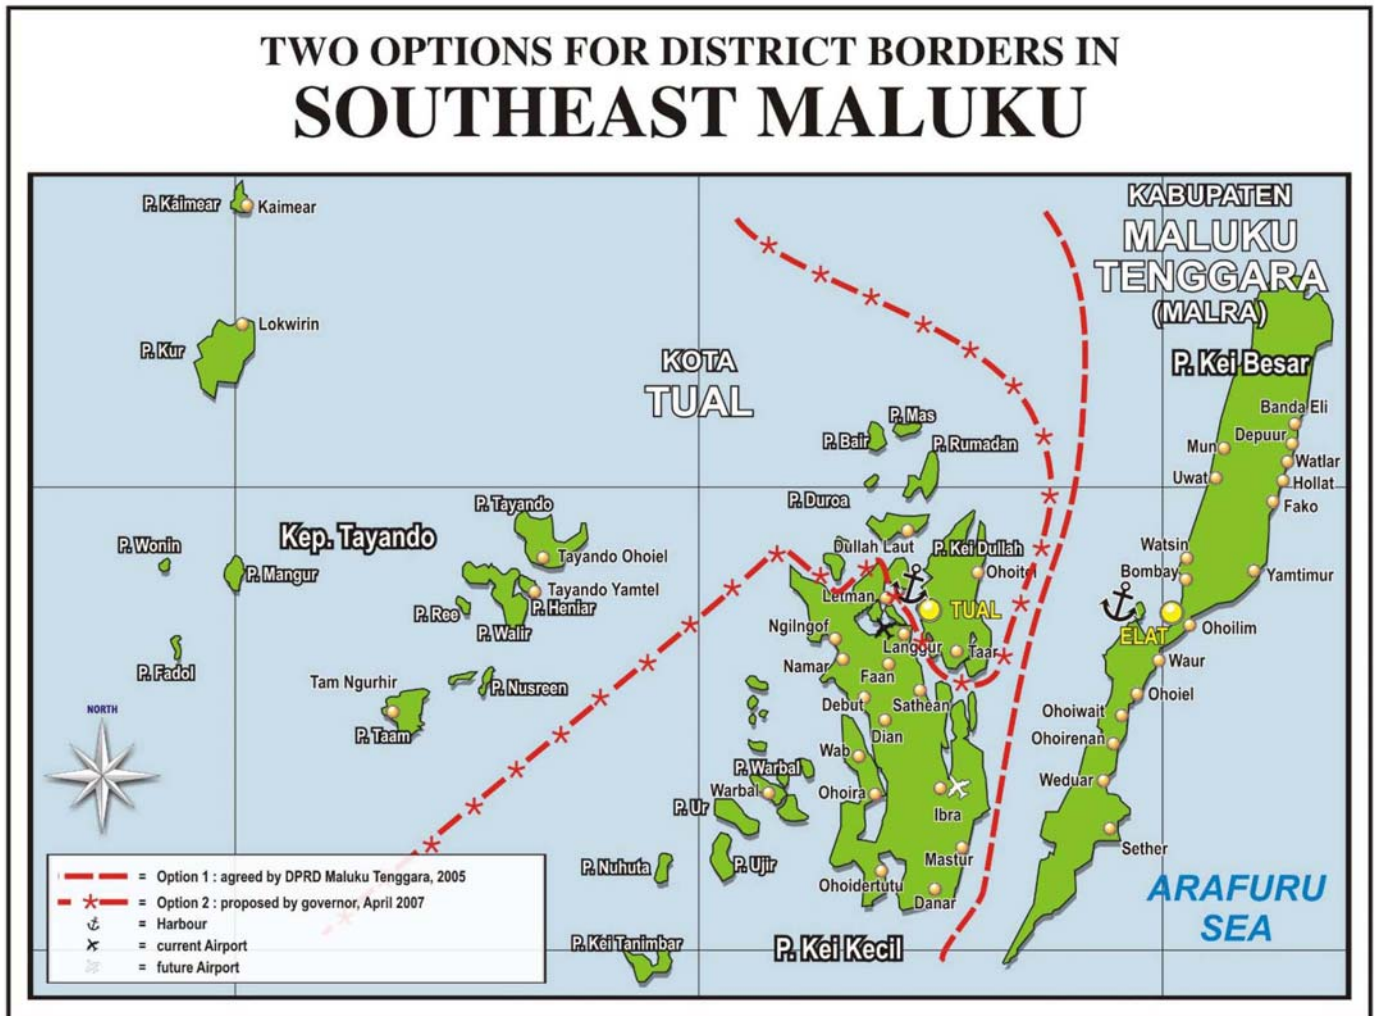 TWO OPTIONS FOR DISTRICT BORDERS IN
SOUTHEAST MALUKU
P. Kaimear
Kaimear
KABUPATEN
MALUKU
TENGGARA
(MALRA)
Lokwirin
P. Kur
KOTA
TUAL
P. Kei Besar
P. Mas
P. Bair
P. Rumadan
Banda Eli
Depuur
Mun
Watlar
Uwat
Hollat
Fako
P. Duroa
P. Tayando
Kep. Tayando
P. Wonin
Tayando Ohoiel
Dullah Laut
P. Kei Dullah
Watsin
P. Mangur
Ohoitel
Bombay
Yamtimur
Tayando Yamtel
P. Heniar
P. Ree
P. Walir
Letman
TUAL
Ngilngof
ELAT
Ohoilim
Langgur
Taar
P. Fadol
Namar
Faan
Waur
Tam Ngurhir
P. Nusreen
Ohoiel
Debut
Sathean
NORTH
Ohoiwait
P. Taam
Dian
Ohoirenan
Wab
P. Warbal
Weduar
Warbal
Ohoira
P. Ur
Ibra
Sether
Mastur
P. Nuhuta
P. Ujir
Ohoidertutu
Danar
ARAFURU
SEA
P. Kei Tanimbar
P. Kei Kecil
= Option 1 : agreed by DPRD Maluku Tenggara, 2005
= Option 2 : proposed by governor, April 2007
= Harbour
= current Airport
= future Airport